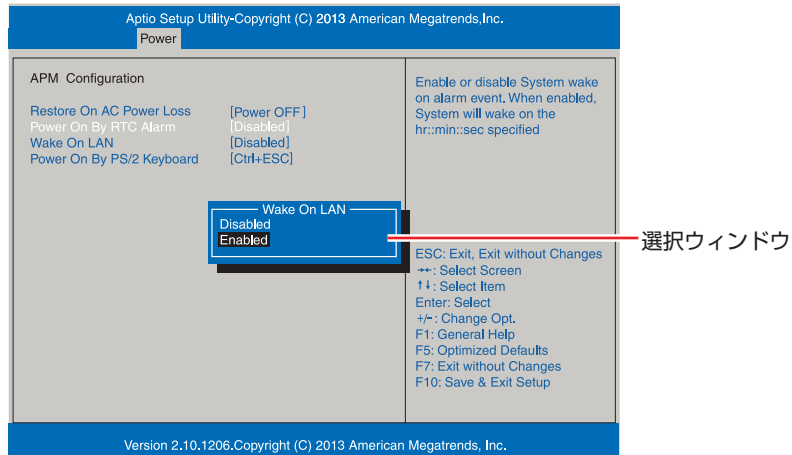 Aptio Setup Utility-Copyright (C) 2013 American Megatrends,Inc.
Power
APM Configuration
Restore On AC Power Loss [Power OFF]
Power On By RTC Alarm [Disabled]
Wake On LAN [Disabled]
Power On By PS/2 Keyboard [Ctrl+ESC]
Enable or disable System wake
on alarm event. When enabled,
System will wake on the
hr::min::sec specified
Wake On LAN
Disabled
Enabled
選択ウィンドウ
ESC: Exit, Exit without Changes
→←: Select Screen
↑↓: Select Item
Enter: Select
+/-: Change Opt.
F1: General Help
F5: Optimized Defaults
F7: Exit without Changes
F10: Save & Exit Setup
Version 2.10.1206.Copyright (C) 2013 American Megatrends, Inc.